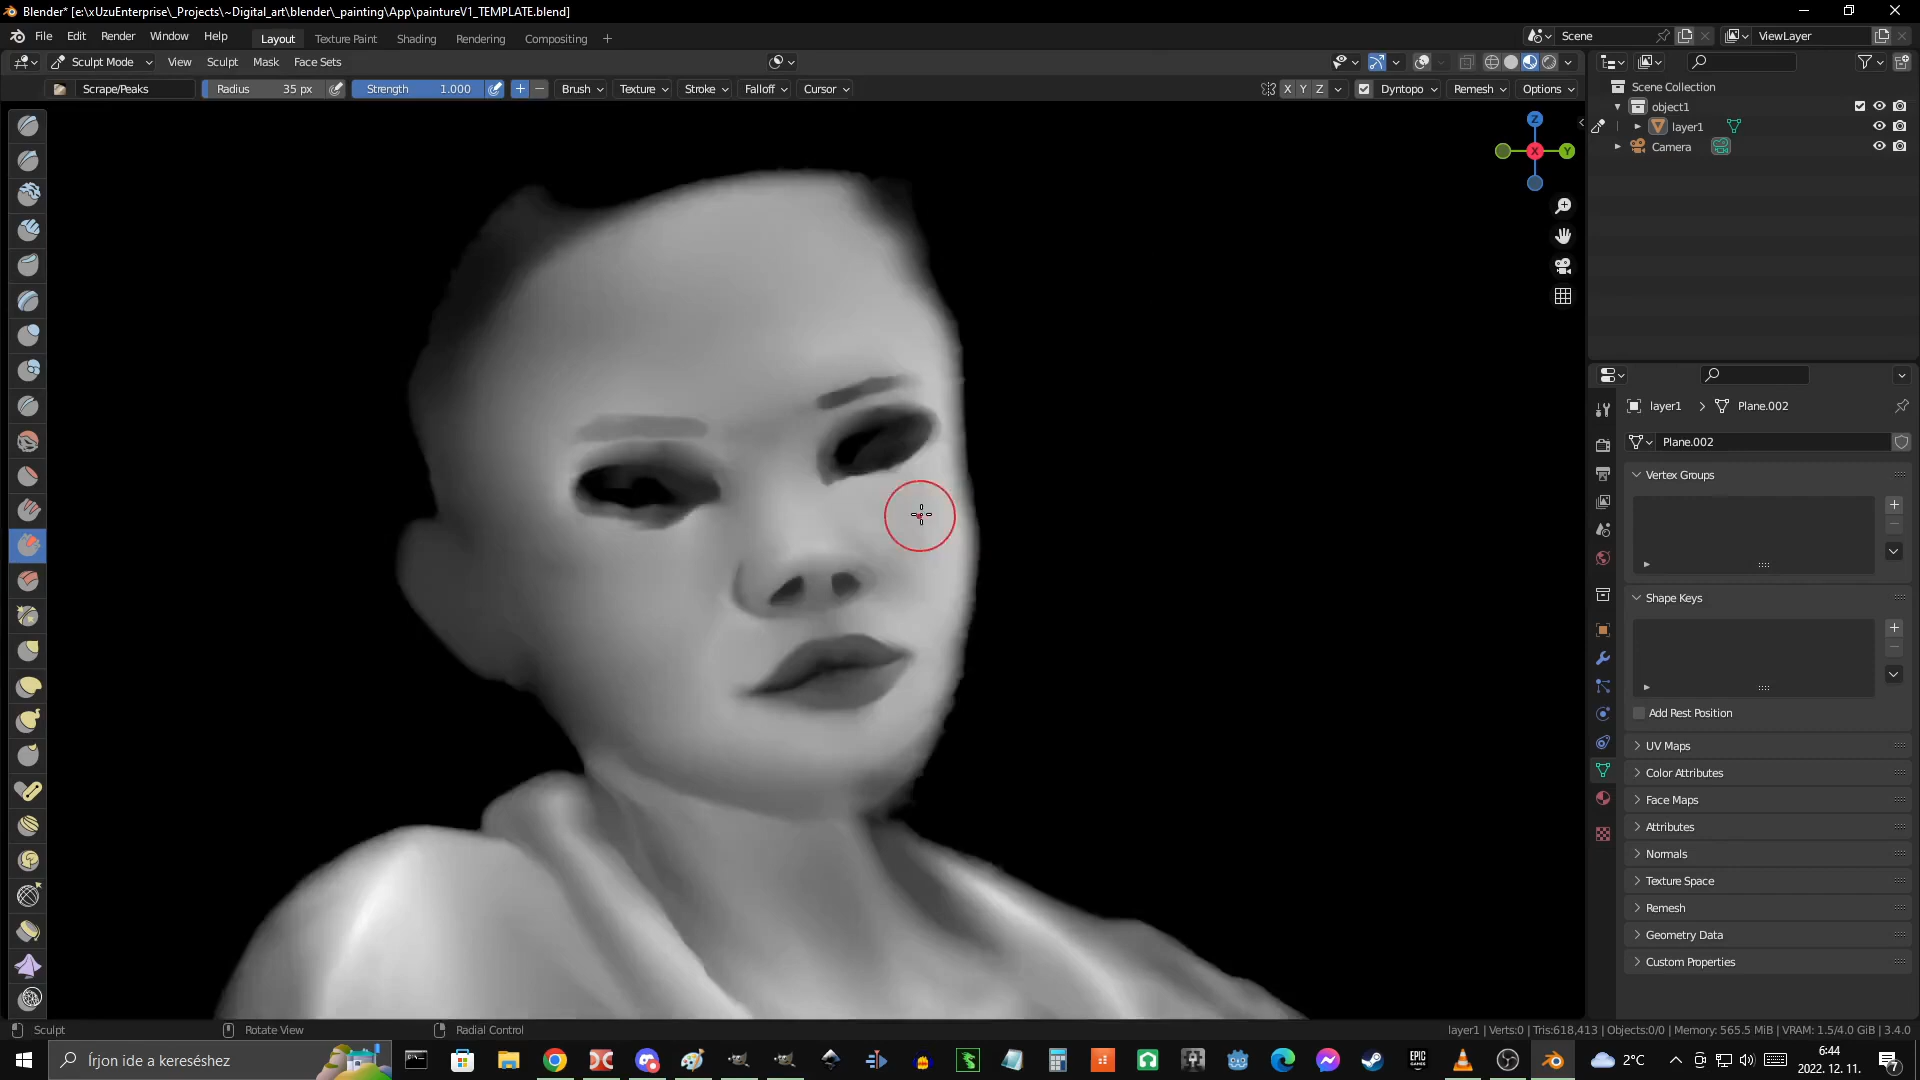 Blender* [e:\xUzuEnterprise\_Projects\~Digital_art\blender\_painting\App\paintureV1_TEMPLATE.blend]
File Edit Render Window Help Layout Texture Paint Shading Rendering Compositing + Scene ViewLayer
Sculpt Mode View Sculpt Mask Face Sets
Scrape/Peaks Radius 35 px Strength 1.000 Brush Texture Stroke Falloff Cursor X Y Z Dyntopo Remesh Options
Scene Collection
object1
layer1
Camera
Z
X Y
layer1 > Plane.002
Plane.002
Vertex Groups
Shape Keys
Add Rest Position
UV Maps
Color Attributes
Face Maps
Attributes
Normals
Texture Space
Remesh
Geometry Data
Custom Properties
Sculpt Rotate View Radial Control layer1 | Verts:0 | Tris:618,413 | Objects:0/0 | Memory: 565.5 MiB | VRAM: 1.5/4.0 GiB | 3.4.0
Írjon ide a kereséshez EPIC GAMES 2°C 6:44
2022. 12. 11. 7